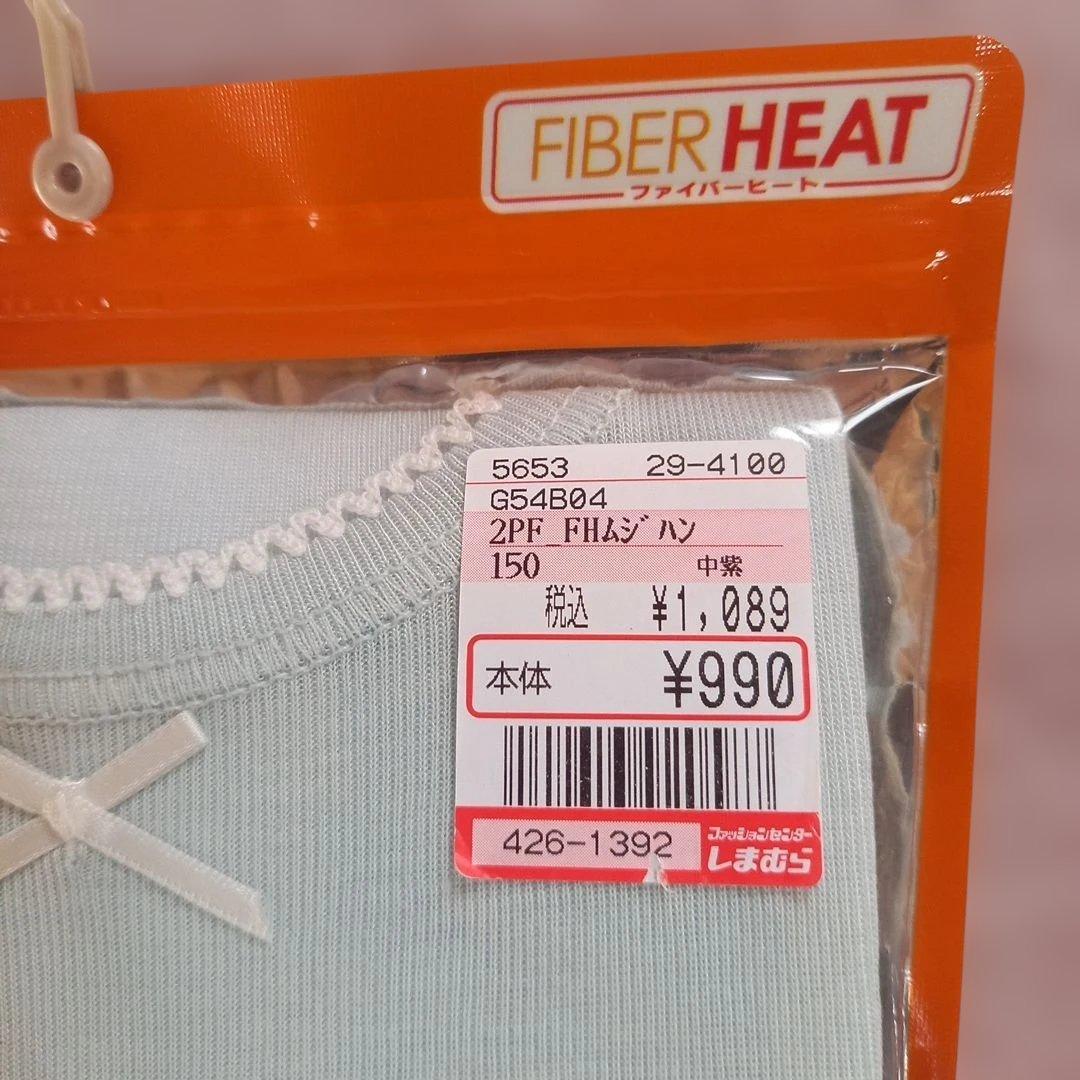 FIBER HEAT
ファイバーヒート
5653 29-4100
G54B04
2PF_FHムジハン
150 中紫
税込 ¥1,089
本体 ¥990
426-1392
ファッションセンター
しまむら